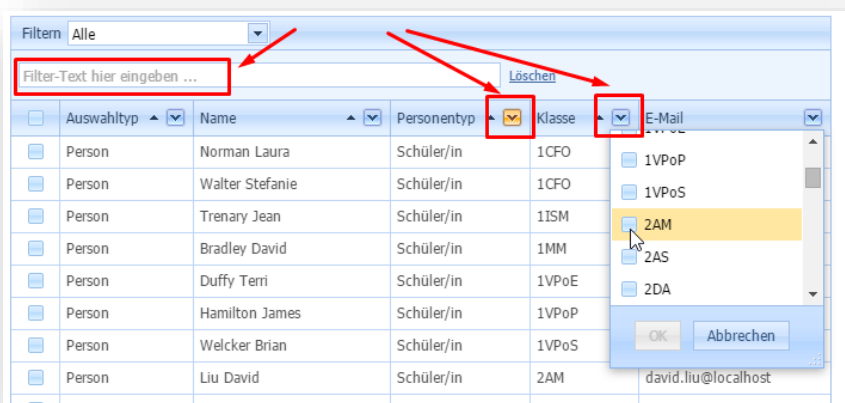 Filtern Alle
Filter-Text hier eingeben ... Löschen
Auswahltyp Name Personentyp Klasse E-Mail
Person Norman Laura Schüler/in 1CFO
1VPoP
Person Walter Stefanie Schüler/in 1CFO
1VPoS
Person Trenary Jean Schüler/in 1ISM
2AM
Person Bradley David Schüler/in 1MM
2AS
Person Duffy Terri Schüler/in 1VPoE
2DA
Person Hamilton James Schüler/in 1VPoP
OK Abbrechen
Person Welcker Brian Schüler/in 1VPoS
Person Liu David Schüler/in 2AM david.liu@localhost